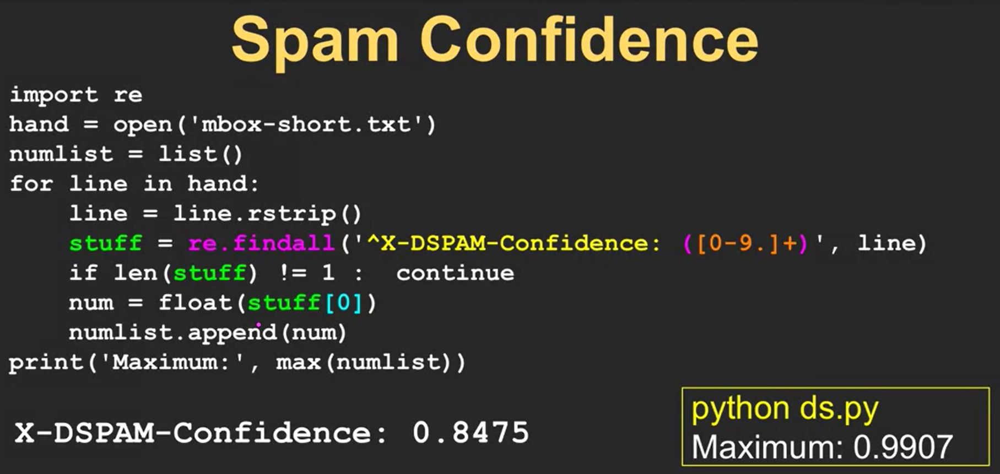 Spam Confidence
import re
hand = open('mbox-short.txt')
numlist = list()
for line in hand:
    line = line.rstrip()
    stuff = re.findall('^X-DSPAM-Confidence: ([0-9.]+)', line)
    if len(stuff) != 1 :  continue
    num = float(stuff[0])
    numlist.append(num)
print('Maximum:', max(numlist))
X-DSPAM-Confidence: 0.8475
python ds.py
Maximum: 0.9907